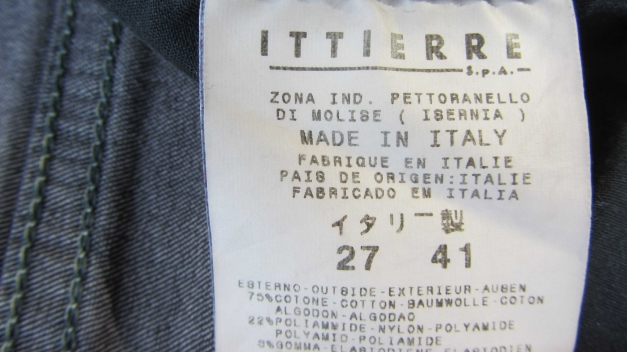 ITTIERRE
S.p.A.
ZONA IND. PETTORANELLO
DI MOLISE ( ISERNIA )
MADE IN ITALY
FABRIQUE EN ITALIE
PAIS DE ORIGEN:ITALIE
FABRICADO EM ITALIA
イタリー製
27 41
ESTERNO-OUTSIDE-EXTERIEUR-AUBEN
75%COTONE-COTTON-BAUMWOLLE-COTON
ALGODON-ALGODAO
22%POLIAMMIDE-NYLON-POLYAMIDE
POLYAMID-POLIAMIDE